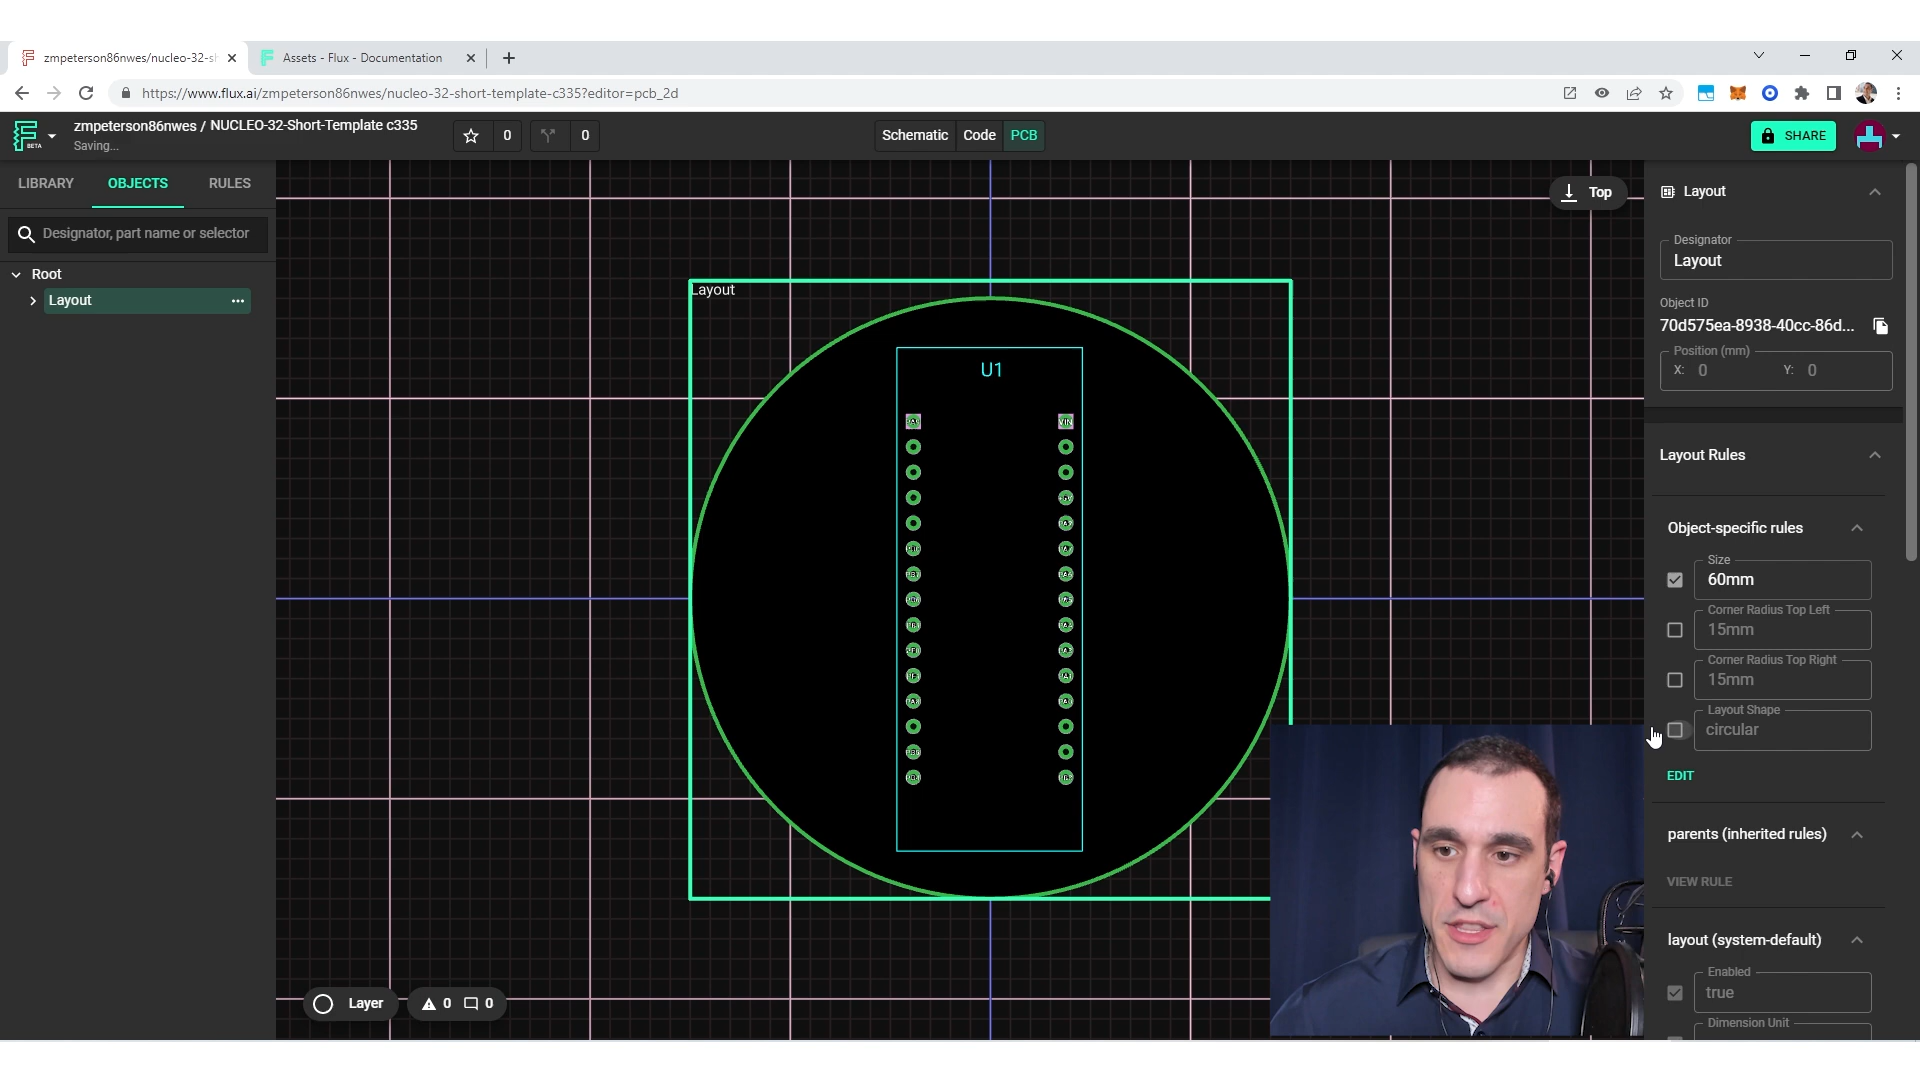 zmpeterson86nwes/nucleo-32-sh
Assets - Flux - Documentation
https://www.flux.ai/zmpeterson86nwes/nucleo-32-short-template-c335?editor=pcb_2d
BETA
zmpeterson86nwes / NUCLEO-32-Short-Template c335
Saving...
0
0
Schematic
Code
PCB
SHARE
LIBRARY
OBJECTS
RULES
Designator, part name or selector
Root
Layout
Top
Layout
U1
VIN
Layer
0
0
Layout
Designator
Layout
Object ID
70d575ea-8938-40cc-86d...
Position (mm)
X: 0
Y: 0
Layout Rules
Object-specific rules
Size
60mm
Corner Radius Top Left
15mm
Corner Radius Top Right
15mm
Layout Shape
circular
EDIT
parents (inherited rules)
VIEW RULE
layout (system-default)
Enabled
true
Dimension Unit